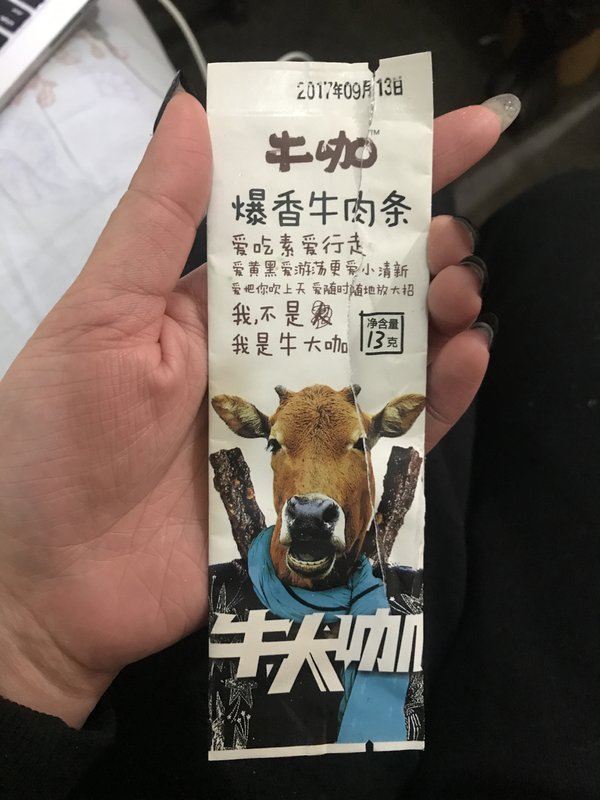 2017年09月13日
牛咖™
爆香牛肉条
爱吃素爱行走
爱黄黑爱游荡更爱小清新
爱把你吹上天 爱随时随地放大招
我,不是
我是牛大咖
净含量
13克
牛大咖